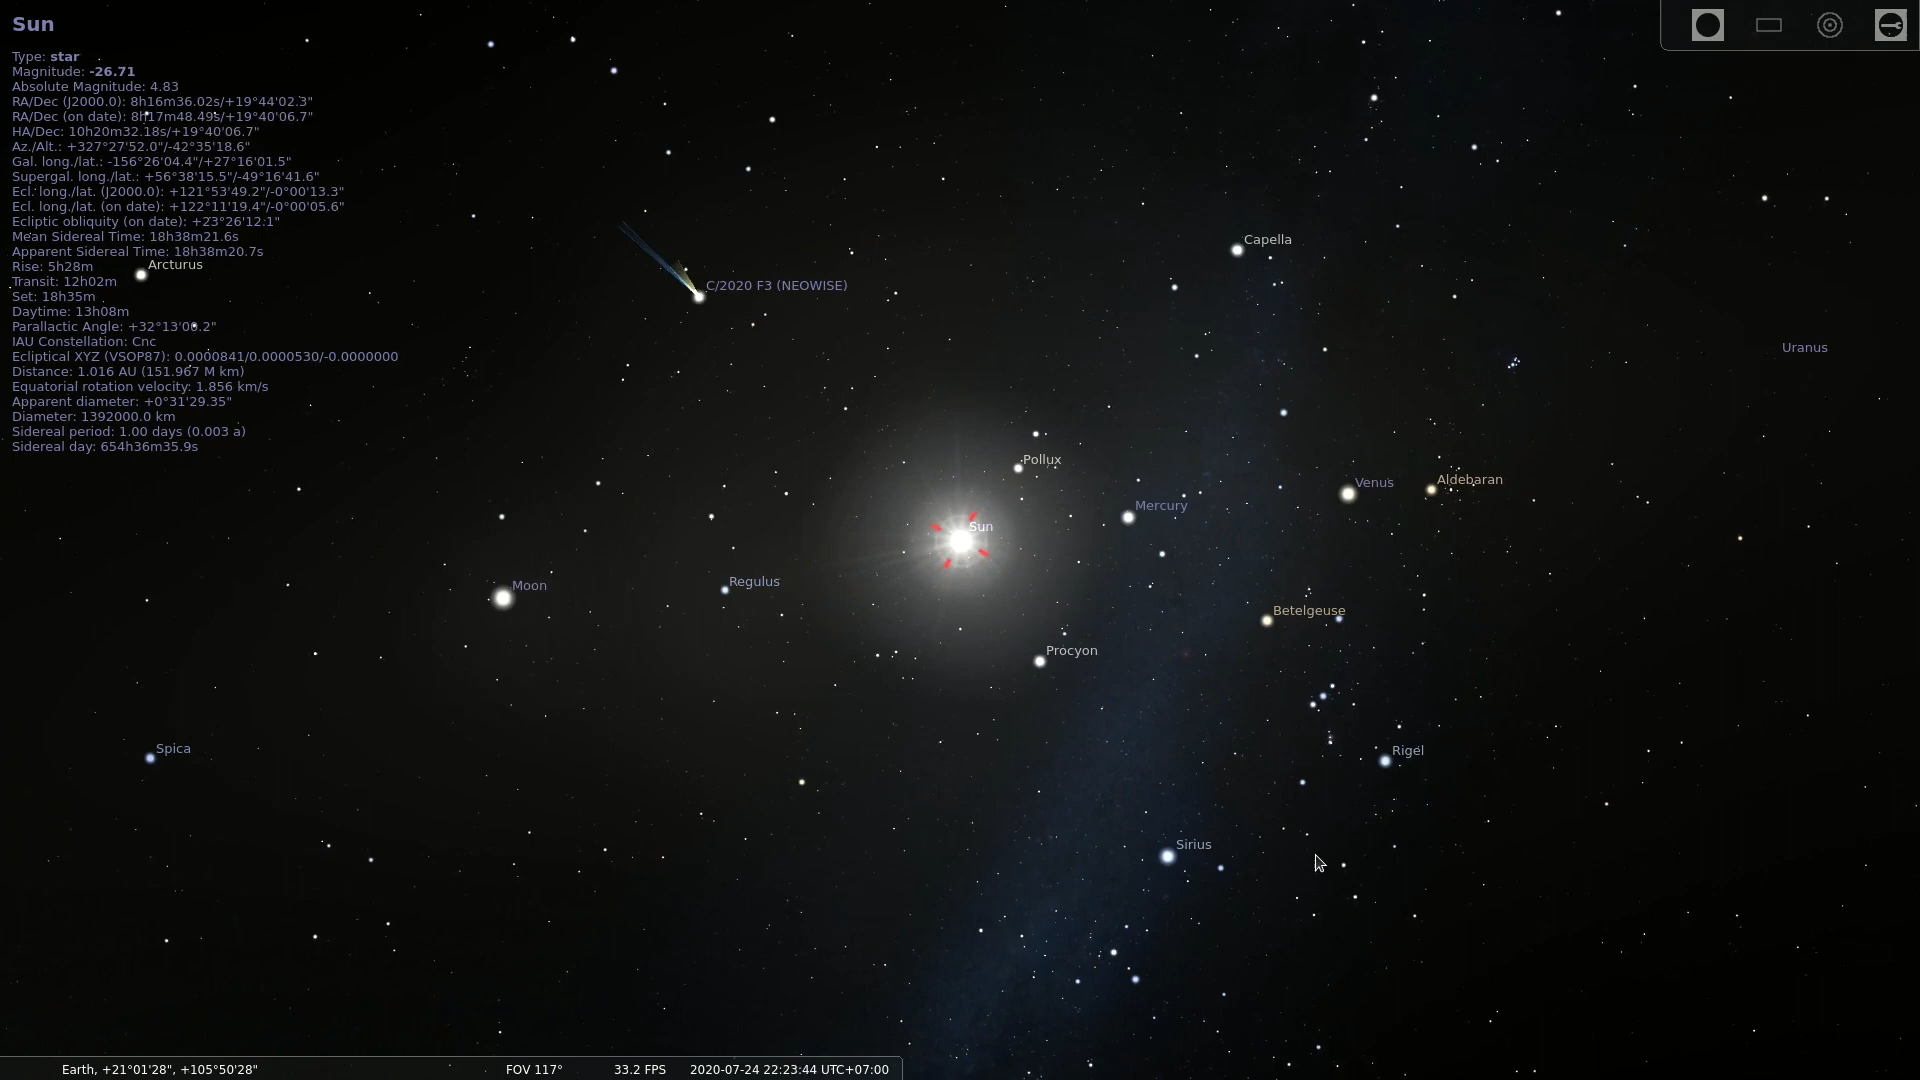 Sun
Type: star
Magnitude: -26.71
Absolute Magnitude: 4.83
RA/Dec (J2000.0): 8h16m36.02s/+19°44'02.3"
RA/Dec (on date): 8h17m48.49s/+19°40'06.7"
HA/Dec: 10h20m32.18s/+19°40'06.7"
Az./Alt.: +327°27'52.0"/-42°35'18.6"
Gal. long./lat.: -156°26'04.4"/+27°16'01.5"
Supergal. long./lat.: +56°38'15.5"/-49°16'41.6"
Ecl. long./lat. (J2000.0): +121°53'49.2"/-0°00'13.3"
Ecl. long./lat. (on date): +122°11'19.4"/-0°00'05.6"
Ecliptic obliquity (on date): +23°26'12.1"
Mean Sidereal Time: 18h38m21.6s
Apparent Sidereal Time: 18h38m20.7s
Rise: 5h28m
Transit: 12h02m
Set: 18h35m
Daytime: 13h08m
Parallactic Angle: +32°13'00.2"
IAU Constellation: Cnc
Ecliptical XYZ (VSOP87): 0.0000841/0.0000530/-0.0000000
Distance: 1.016 AU (151.967 M km)
Equatorial rotation velocity: 1.856 km/s
Apparent diameter: +0°31'29.35"
Diameter: 1392000.0 km
Sidereal period: 1.00 days (0.003 a)
Sidereal day: 654h36m35.9s
Capella
Arcturus
C/2020 F3 (NEOWISE)
Uranus
Pollux
Aldebaran
Venus
Mercury
Sun
Regulus
Moon
Betelgeuse
Procyon
Spica
Rigel
Sirius
Earth, +21°01'28", +105°50'28"
FOV 117°
33.2 FPS
2020-07-24 22:23:44 UTC+07:00